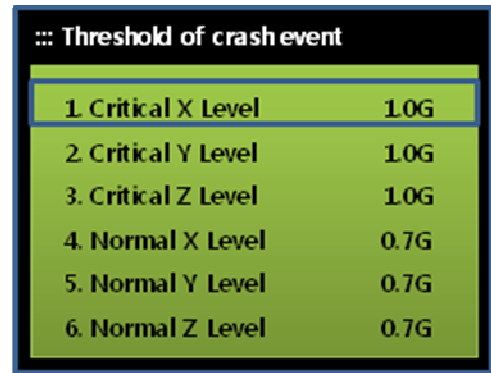 ::: Threshold of crash event
1. Critical X Level 1.0G
2. Critical Y Level 1.0G
3. Critical Z Level 1.0G
4. Normal X Level 0.7G
5. Normal Y Level 0.7G
6. Normal Z Level 0.7G